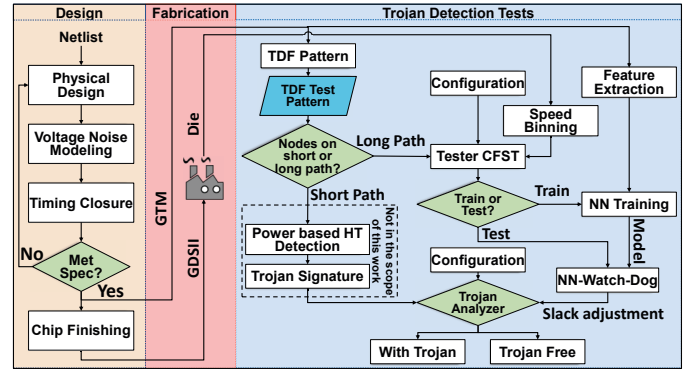 Design
Fabrication
Trojan Detection Tests
Netlist
Physical
Design
Voltage Noise
Modeling
Timing Closure
No
Met
Spec?
Yes
Chip Finishing
GTM
Die
GDSII
TDF Pattern
TDF Test
Pattern
Nodes on
short or
long path?
Long Path
Short Path
Configuration
Feature
Extraction
Speed
Binning
Tester CFST
Train or
Test?
Train
Test
NN Training
Model
Not in the scope
of this work
Power based HT
Detection
Trojan Signature
Configuration
NN-Watch-Dog
Trojan
Analyzer
Slack adjustment
With Trojan
Trojan Free